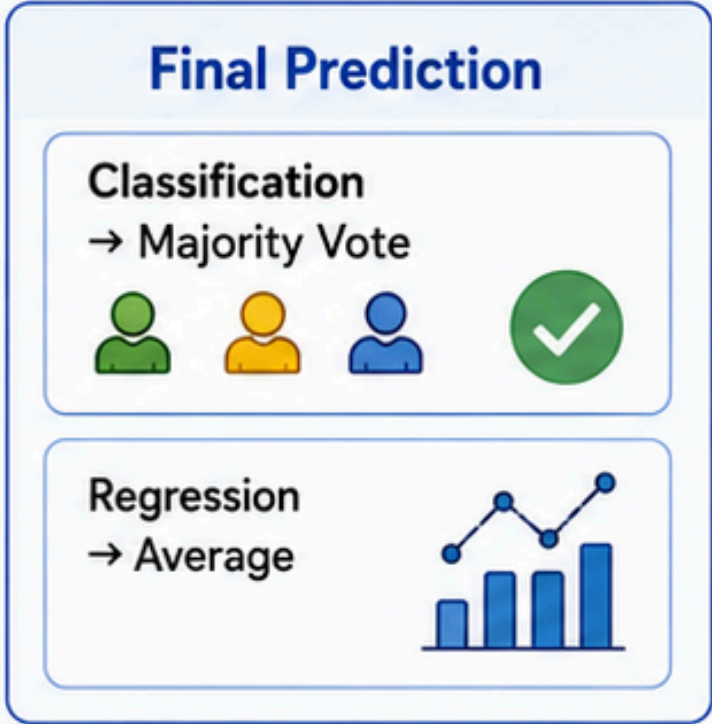 Final Prediction
Classification
→ Majority Vote
Regression
→ Average